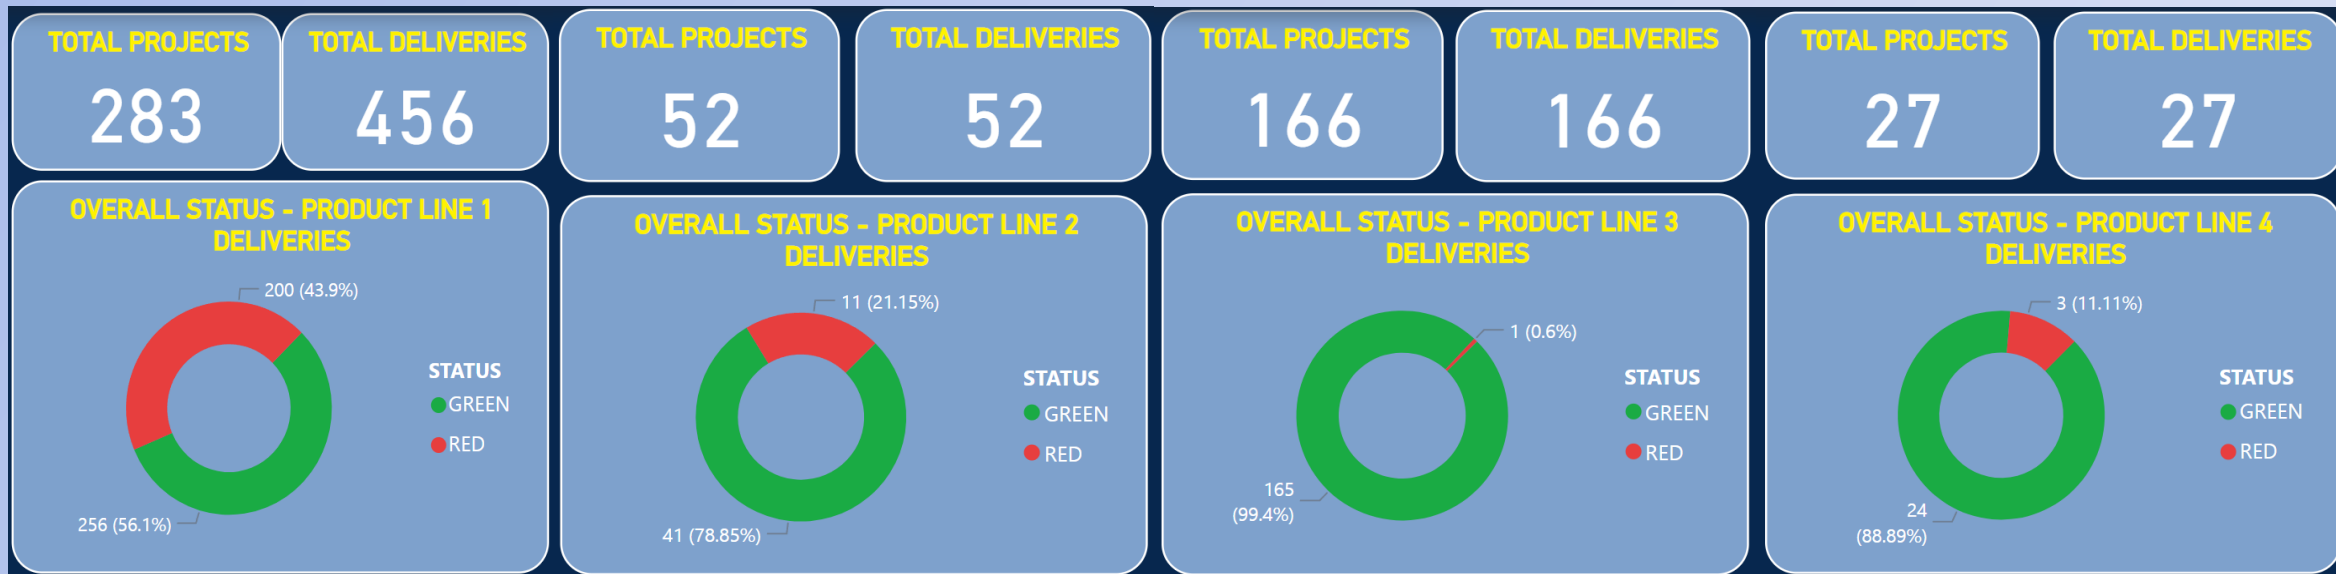 TOTAL PROJECTS
283
TOTAL DELIVERIES
456
TOTAL PROJECTS
52
TOTAL DELIVERIES
52
TOTAL PROJECTS
166
TOTAL DELIVERIES
166
TOTAL PROJECTS
27
TOTAL DELIVERIES
27
OVERALL STATUS - PRODUCT LINE 1
DELIVERIES
200 (43.9%)
256 (56.1%)
STATUS
GREEN
RED
OVERALL STATUS - PRODUCT LINE 2
DELIVERIES
11 (21.15%)
41 (78.85%)
STATUS
GREEN
RED
OVERALL STATUS - PRODUCT LINE 3
DELIVERIES
1 (0.6%)
165
(99.4%)
STATUS
GREEN
RED
OVERALL STATUS - PRODUCT LINE 4
DELIVERIES
3 (11.11%)
24
(88.89%)
STATUS
GREEN
RED